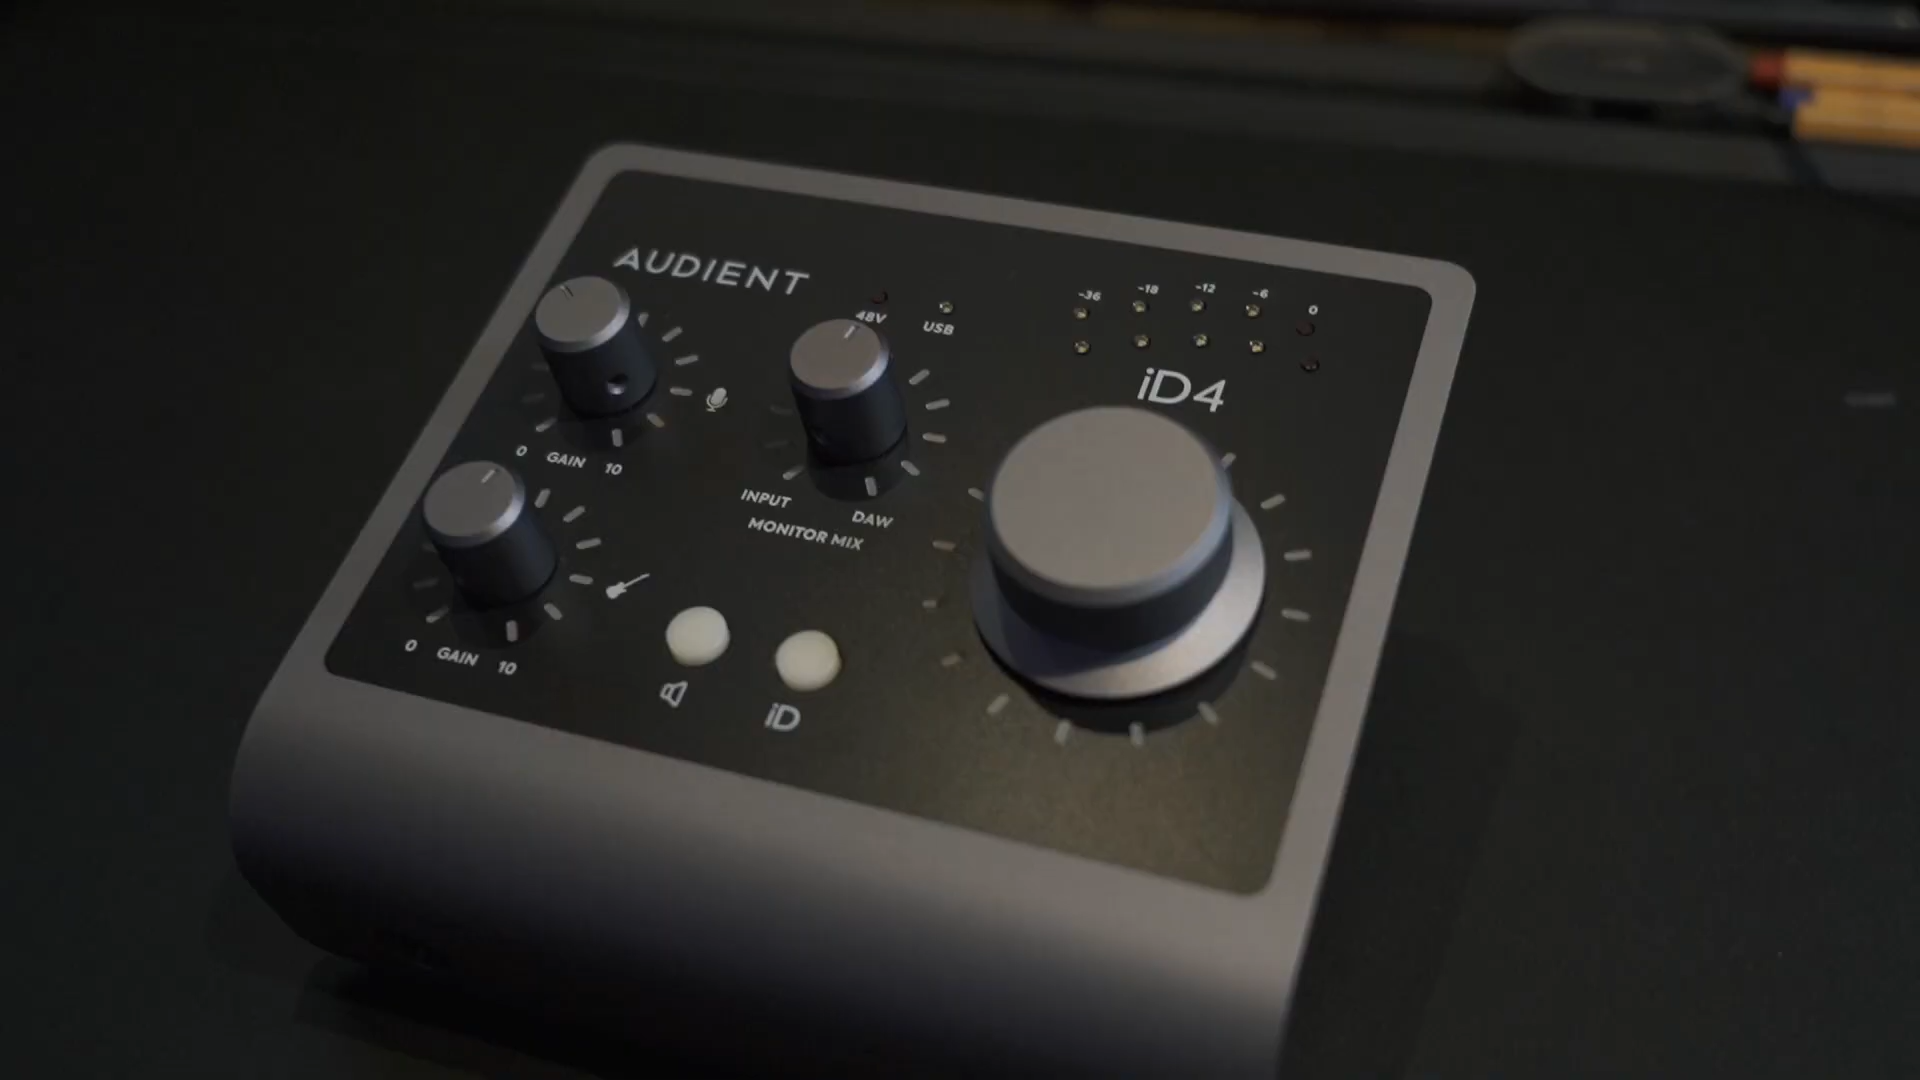 AUDIENT
48V
USB
-36 -18 -12 -6 0
iD4
0 GAIN 10
INPUT DAW
MONITOR MIX
0 GAIN 10
iD